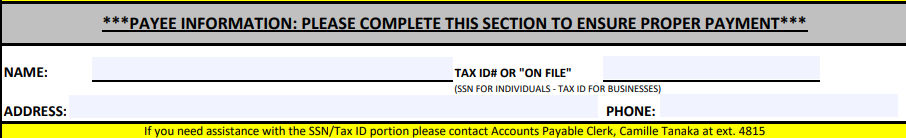 ***PAYEE INFORMATION: PLEASE COMPLETE THIS SECTION TO ENSURE PROPER PAYMENT***
NAME: TAX ID# OR "ON FILE"
(SSN FOR INDIVIDUALS - TAX ID FOR BUSINESSES)
ADDRESS: PHONE:
If you need assistance with the SSN/Tax ID portion please contact Accounts Payable Clerk, Camille Tanaka at ext. 4815